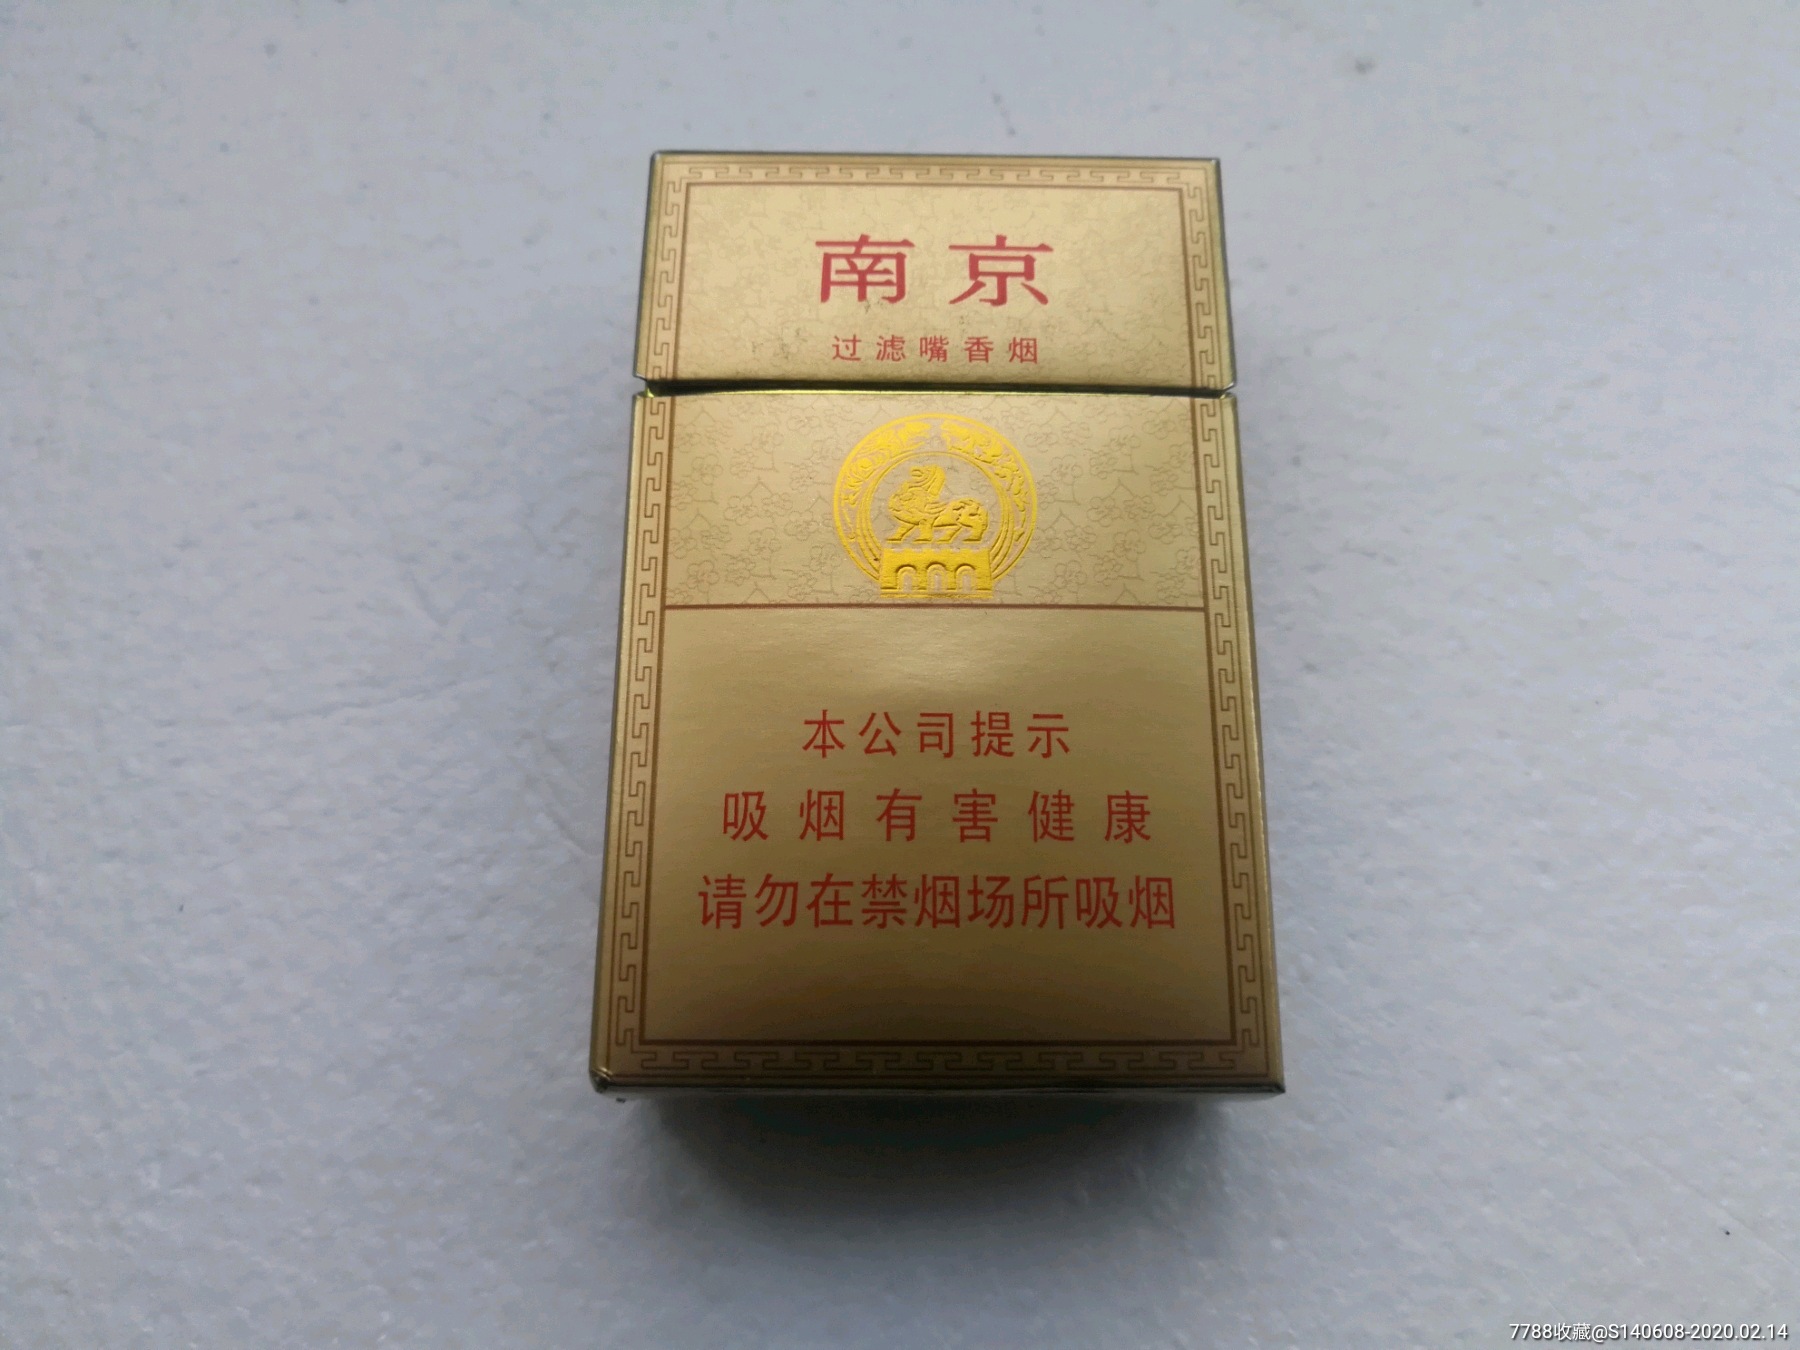 南京
过滤嘴香烟
本公司提示
吸烟有害健康
请勿在禁烟场所吸烟
7788收藏@S140608-2020.02.14